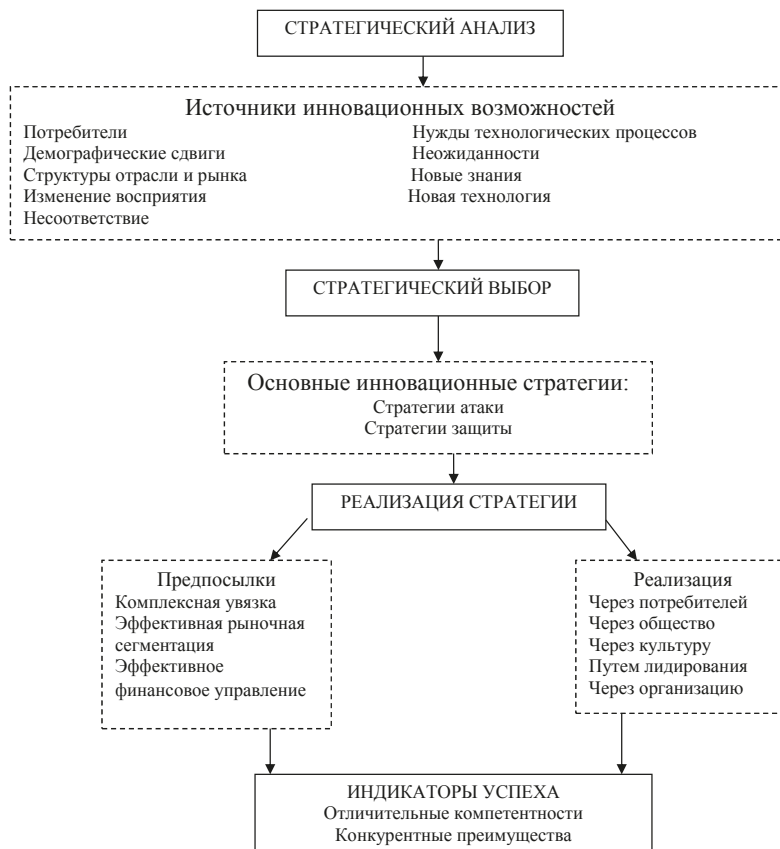 СТРАТЕГИЧЕСКИЙ АНАЛИЗ
Источники инновационных возможностей
Потребители
Демографические сдвиги
Структуры отрасли и рынка
Изменение восприятия
Несоответствие
Нужды технологических процессов
Неожиданности
Новые знания
Новая технология
СТРАТЕГИЧЕСКИЙ ВЫБОР
Основные инновационные стратегии:
Стратегии атаки
Стратегии защиты
РЕАЛИЗАЦИЯ СТРАТЕГИИ
Предпосылки
Комплексная увязка
Эффективная рыночная
сегментация
Эффективное
финансовое управление
Реализация
Через потребителей
Через общество
Через культуру
Путем лидирования
Через организацию
ИНДИКАТОРЫ УСПЕХА
Отличительные компетентности
Конкурентные преимущества